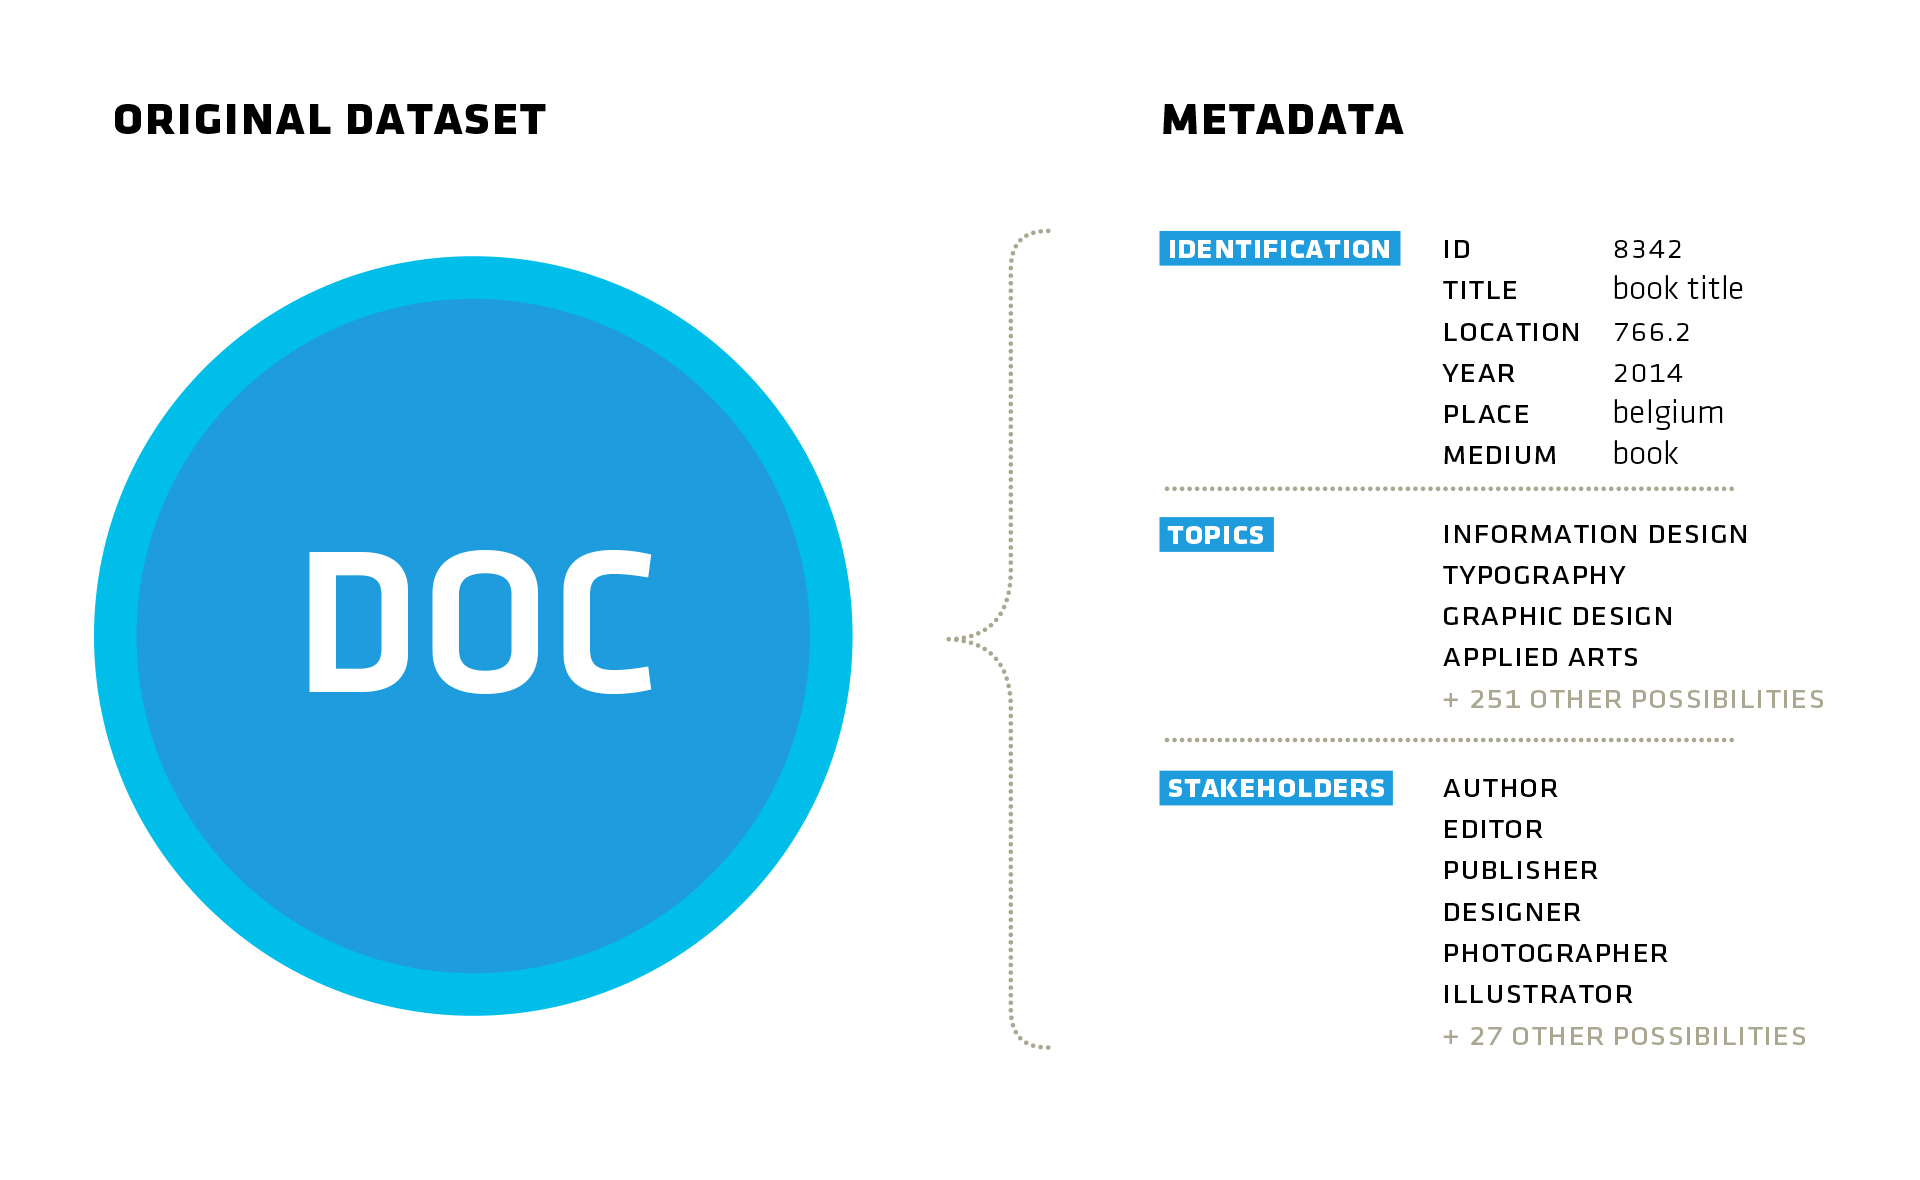 ORIGINAL DATASET
DOC
METADATA
IDENTIFICATION
ID 8342
TITLE book title
LOCATION 766.2
YEAR 2014
PLACE belgium
MEDIUM book
TOPICS
INFORMATION DESIGN
TYPOGRAPHY
GRAPHIC DESIGN
APPLIED ARTS
+ 251 OTHER POSSIBILITIES
STAKEHOLDERS
AUTHOR
EDITOR
PUBLISHER
DESIGNER
PHOTOGRAPHER
ILLUSTRATOR
+ 27 OTHER POSSIBILITIES